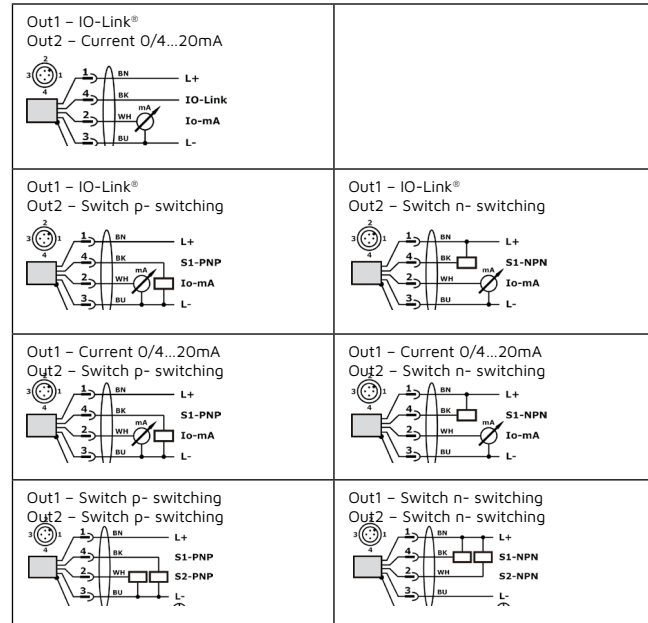 Out1 – IO-Link®
Out2 – Current 0/4...20mA
2
3 1
4
1 BN L+
4 BK IO-Link
mA
2 WH Io-mA
3 BU L-
Out1 – IO-Link®
Out2 – Switch p- switching
2
3 1
4
1 BN L+
4 BK S1-PNP
mA
2 WH Io-mA
3 BU L-
Out1 – IO-Link®
Out2 – Switch n- switching
2
3 1
4
1 BN L+
4 BK S1-NPN
mA
2 WH Io-mA
3 BU L-
Out1 – Current 0/4...20mA
Out2 – Switch p- switching
2
3 1
4
1 BN L+
4 BK S1-PNP
mA
2 WH Io-mA
3 BU L-
Out1 – Current 0/4...20mA
Out2 – Switch n- switching
2
3 1
4
1 BN L+
4 BK S1-NPN
mA
2 WH Io-mA
3 BU L-
Out1 – Switch p- switching
Out2 – Switch p- switching
3 1
4
1 BN L+
4 BK S1-PNP
2 WH S2-PNP
3 BU L-
Out1 – Switch n- switching
Out2 – Switch n- switching
3 1
4
1 BN L+
4 BK S1-NPN
2 WH S2-NPN
3 BU L-